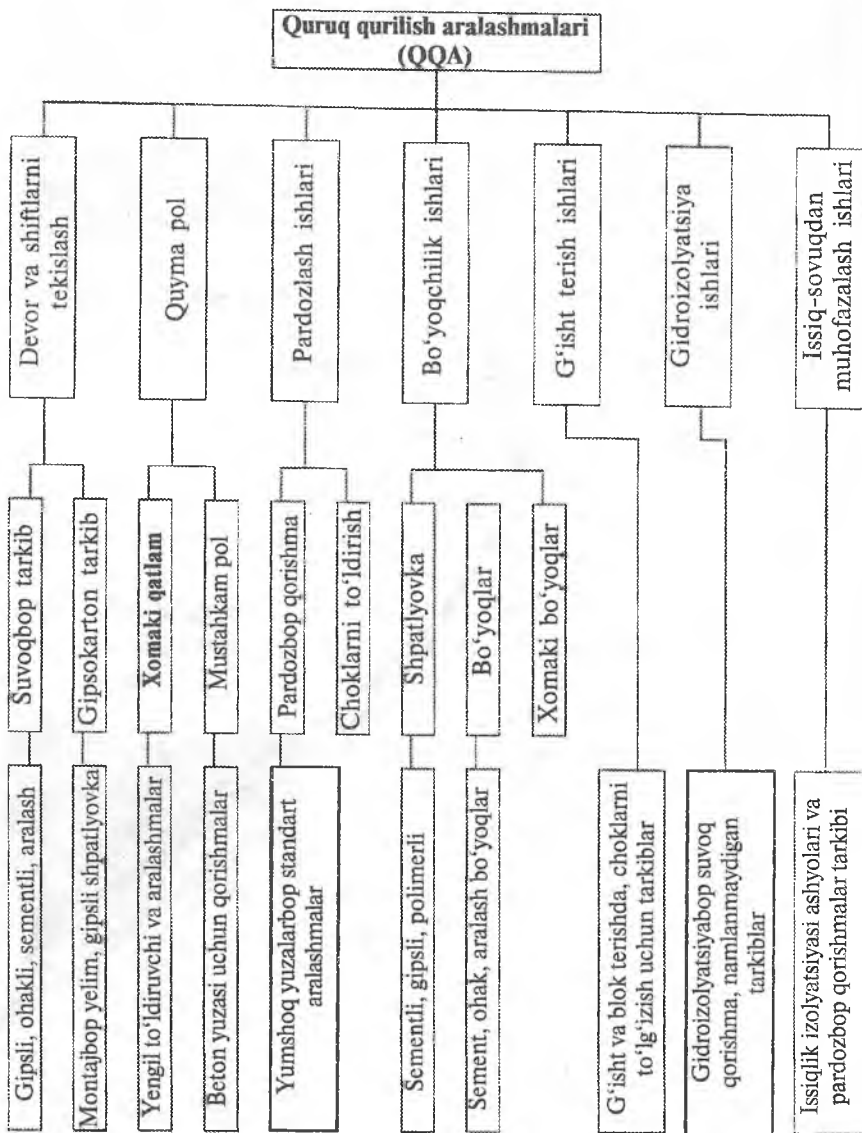 Quruq qurilish aralashmalari
(QQA)
Devor va shiftlarni
tekislash
Quyma pol
Pardozlash ishlari
Bo‘yoqchilik ishlari
G‘isht terish ishlari
Gidroizolyatsiya
ishlari
Issiq-sovuqdan
muhofazalash ishlari
Suvoqbop tarkib
Gipsokarton tarkib
Xomaki qatlam
Mustahkam pol
Pardozbop qorishma
Choklarni to‘ldirish
Shpatlyovka
Bo‘yoqlar
Xomaki bo‘yoqlar
Gipsli, ohakli, sementli, aralash
Montajbop yelim, gipsli shpatlyovka
Yengil to‘ldiruvchi va aralashmalar
Beton yuzasi uchun qorishmalar
Yumshoq yuzalarbop standart
aralashmalar
Sementli, gipsli, polimerli
Sement, ohak, aralash bo‘yoqlar
G‘isht va blok terishda, choklarni
to‘lg‘izish uchun tarkiblar
Gidroizolyatsiyabop suvoq
qorishma, namlanmaydigan
tarkiblar
Issiqlik izolyatsiyasi ashyolari va
pardozbop qorishmalar tarkibi